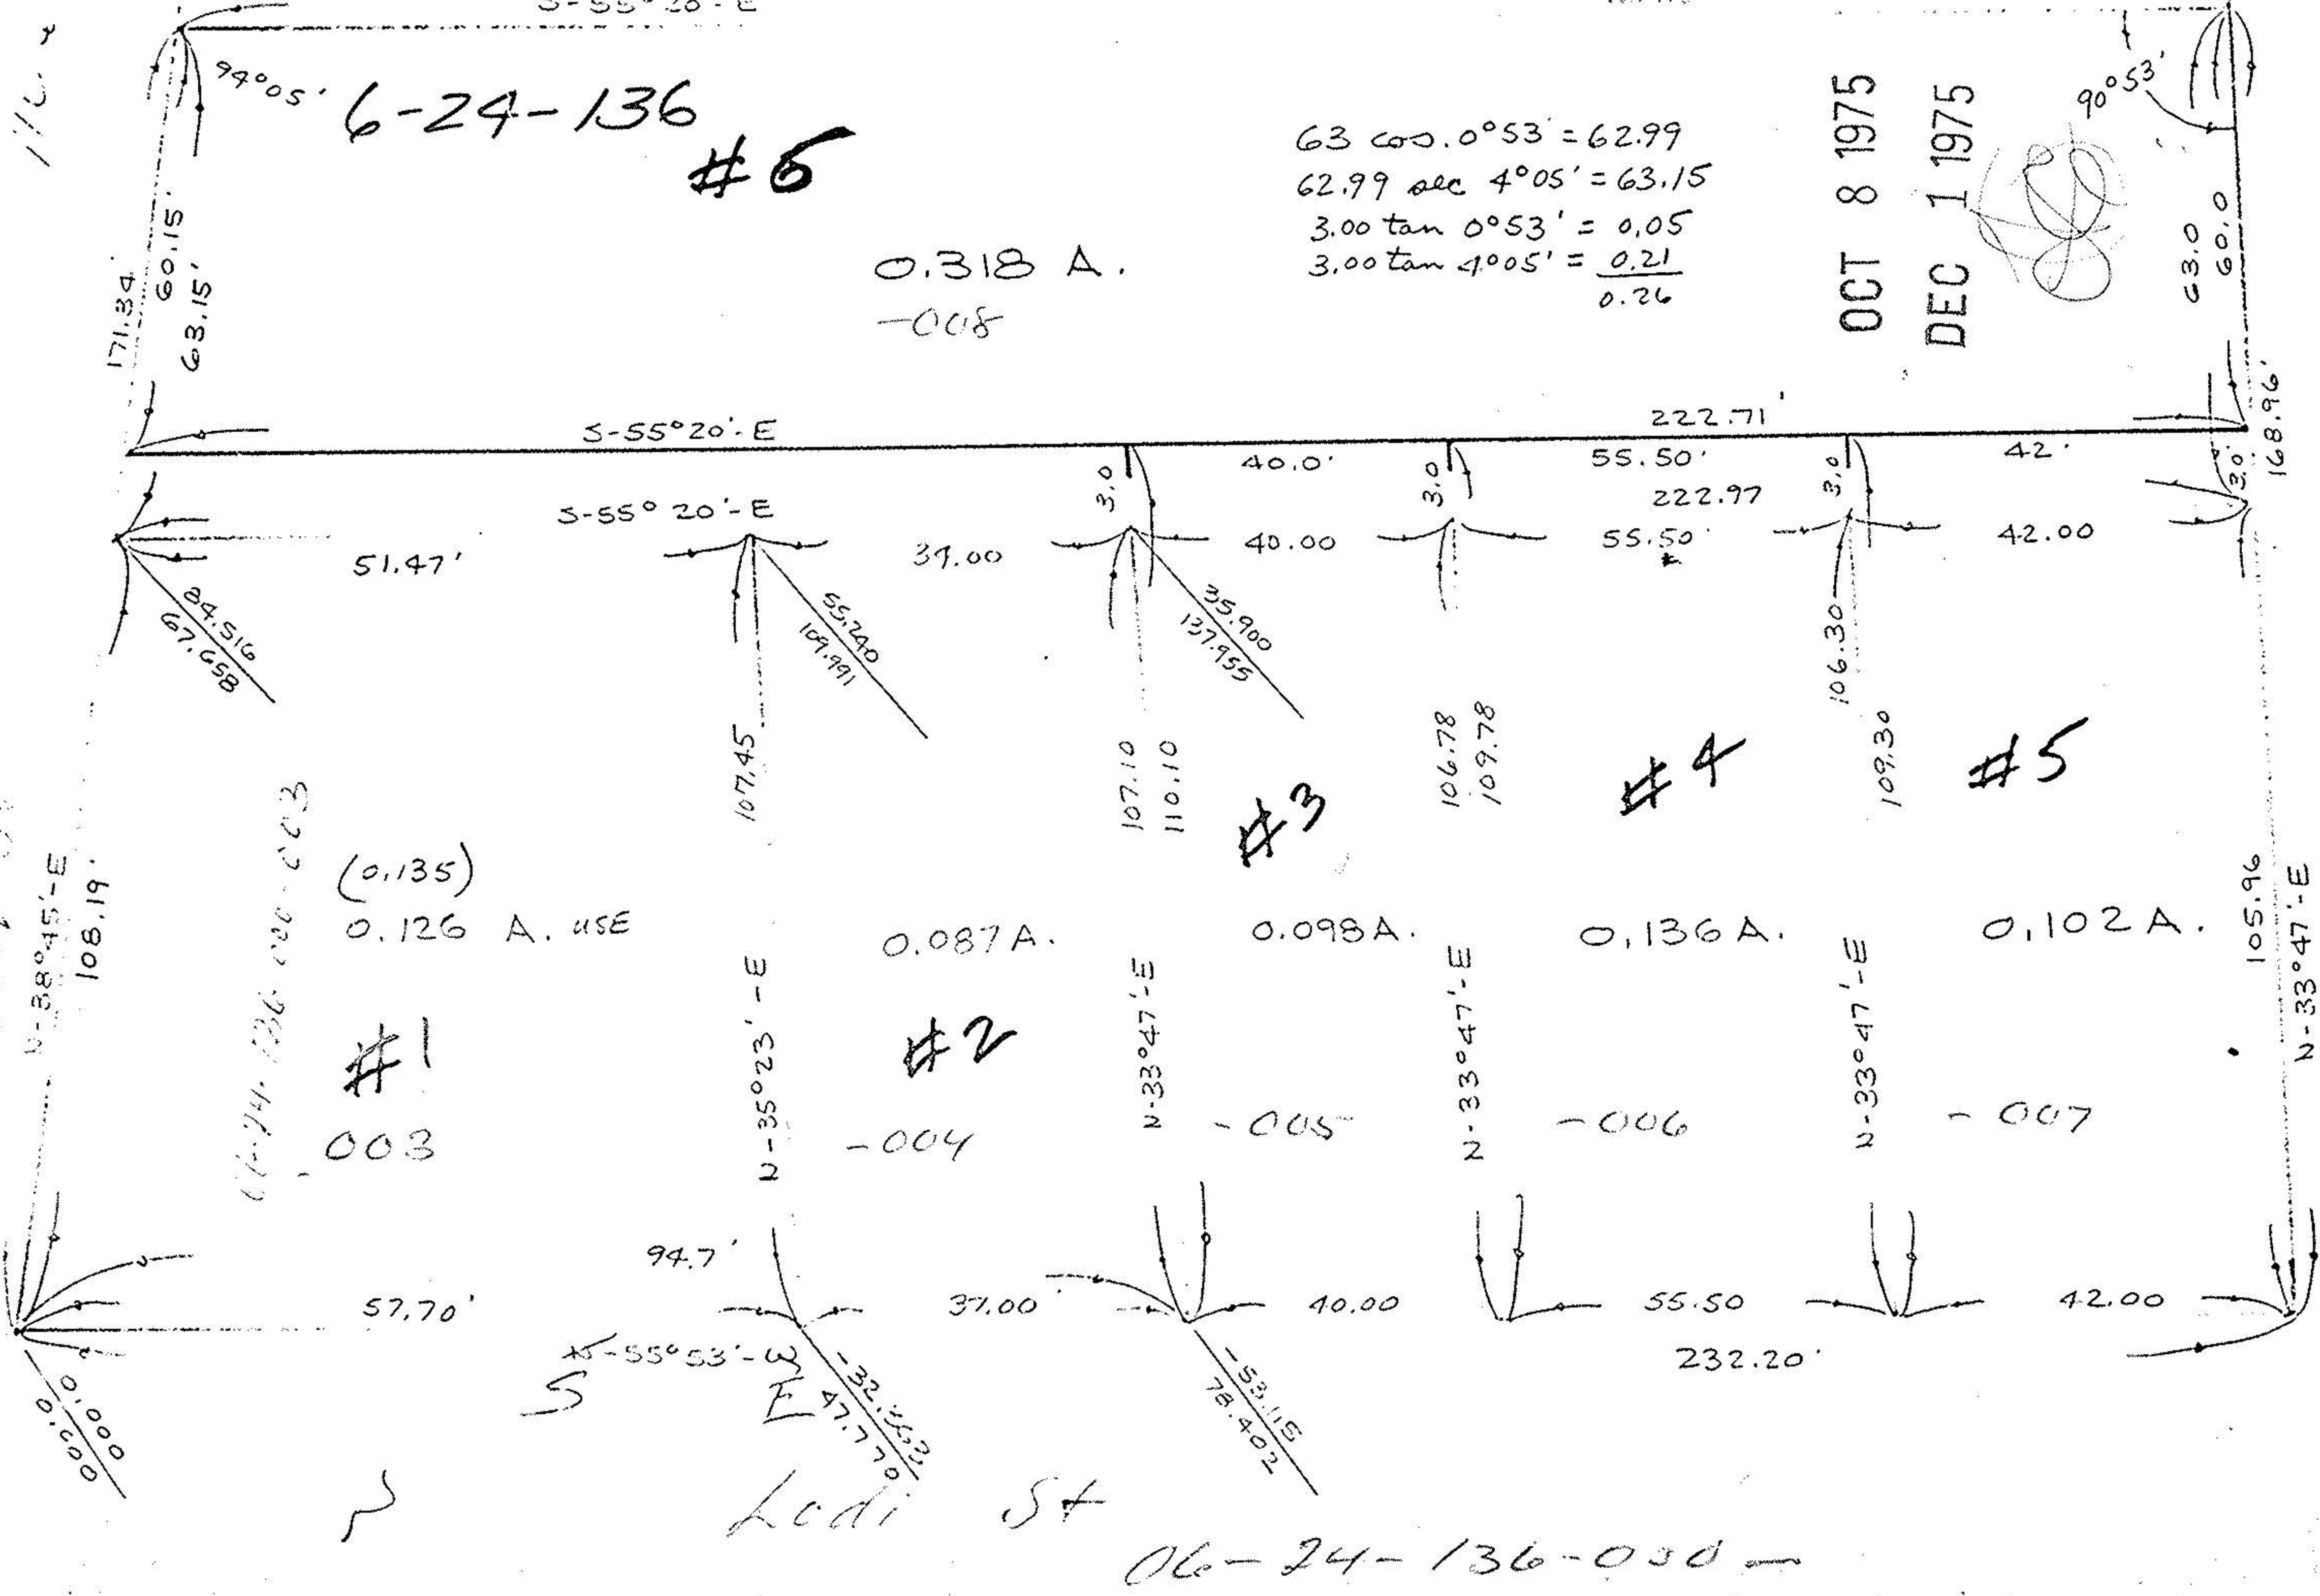 S-55°20'-E
94°05'
6-24-136
#6
63 cos. 0°53' = 62.99
62.99 sec 4°05' = 63.15
3.00 tan 0°53' = 0.05
3.00 tan 4°05' = 0.21
0.26
OCT 8 1975
DEC 1 1975
90°53'
0.318 A.
-008
171.34'
60.15'
63.15'
63.0
60.0
168.96'
S-55°20'-E
222.71'
3.0
40.0'
3.0
55.50'
3.0
42'
3.0'
S-55°20'-E
222.97
51.47'
40.00
55.50'
42.00
84.516
67.658
55.240
109.991
35.900
137.955
107.45
107.10
110.10
106.78
109.78
106.30
109.30
#3
#4
#5
N-38°45'-E
108.19'
(0.135)
0.126 A. USE
0.087 A.
0.098 A.
0.136 A.
0.102 A.
105.96
N-33°47'-E
#1
N-35°23'-E
#2
N-33°47'-E
N-33°47'-E
N-33°47'-E
003
-004
-005
-006
-007
94.7'
57.70'
37.00'
40.00
55.50
42.00
-55°53'-
S E
232.20'
0.000
0.000
47.770
-53.115
78.402
Lodi St
06-24-136-